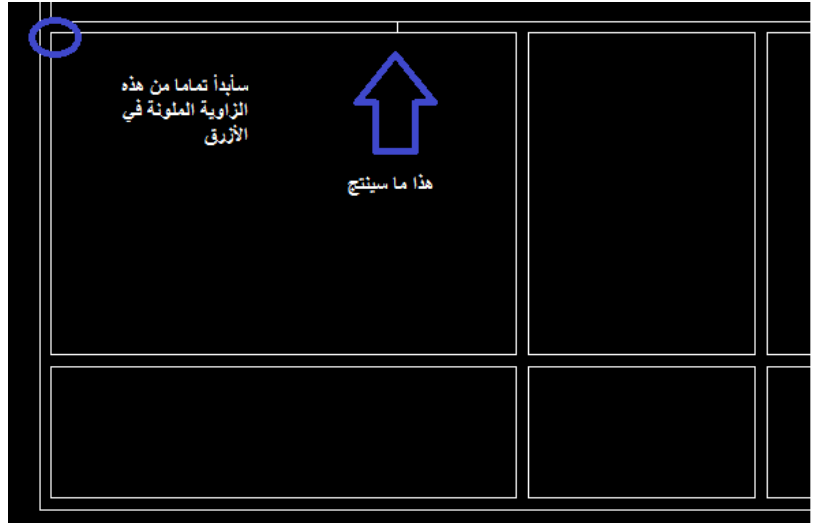 سأبدأ تماما من هذه
الزاوية الملونة في
الأزرق
هذا ما سينتج